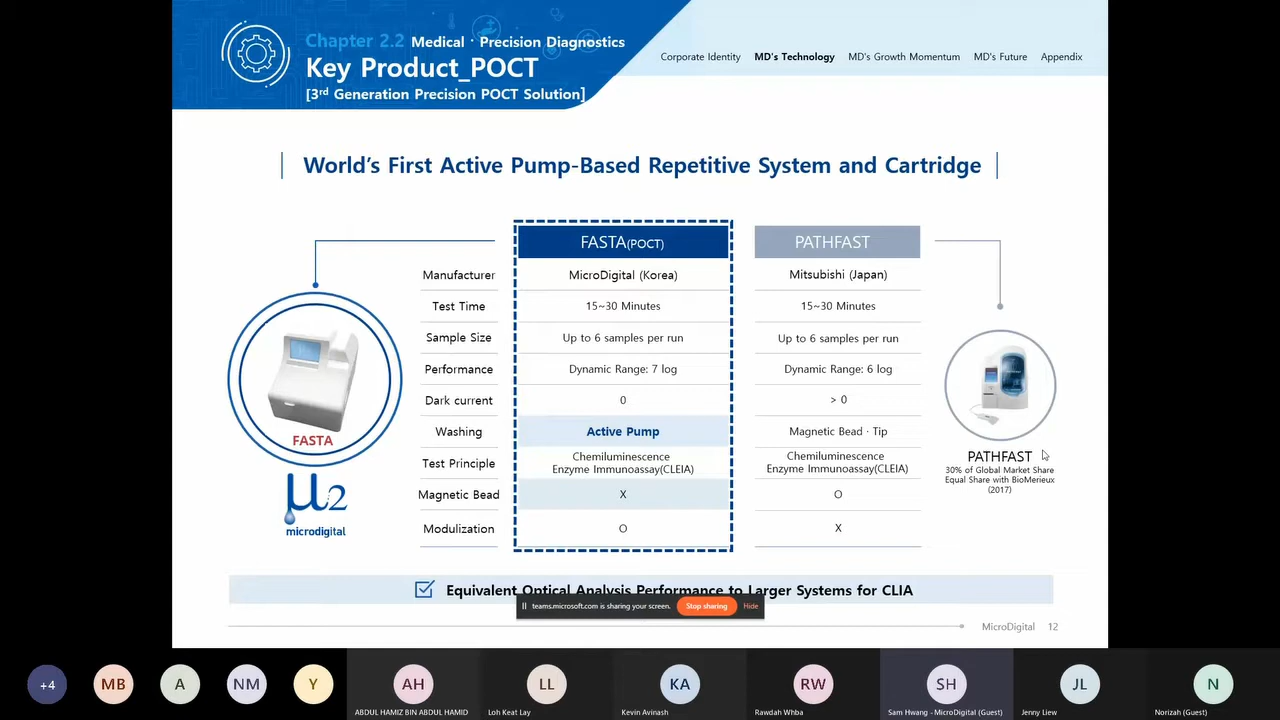 Chapter 2.2 Medical · Precision Diagnostics
Key Product_POCT
[3rd Generation Precision POCT Solution]
Corporate Identity MD's Technology MD's Growth Momentum MD's Future Appendix
World's First Active Pump-Based Repetitive System and Cartridge
FASTA(POCT) PATHFAST
Manufacturer MicroDigital (Korea) Mitsubishi (Japan)
Test Time 15~30 Minutes 15~30 Minutes
Sample Size Up to 6 samples per run Up to 6 samples per run
Performance Dynamic Range: 7 log Dynamic Range: 6 log
Dark current 0 > 0
Washing Active Pump Magnetic Bead · Tip
Test Principle Chemiluminescence Enzyme Immunoassay(CLEIA) Chemiluminescence Enzyme Immunoassay(CLEIA)
Magnetic Bead X O
Modulization O X
FASTA
μ2
microdigital
PATHFAST
30% of Global Market Share
Equal Share with BioMerieux
(2017)
Equivalent Optical Analysis Performance to Larger Systems for CLIA
teams.microsoft.com is sharing your screen. Stop sharing Hide
MicroDigital 12
+4 MB A NM Y AH LL KA RW SH JL N
ABDUL HAMIZ BIN ABDUL HAMID Loh Keat Lay Kevin Avinash Rawdah Whba Sam Hwang - MicroDigital (Guest) Jenny Liew Norizah (Guest)